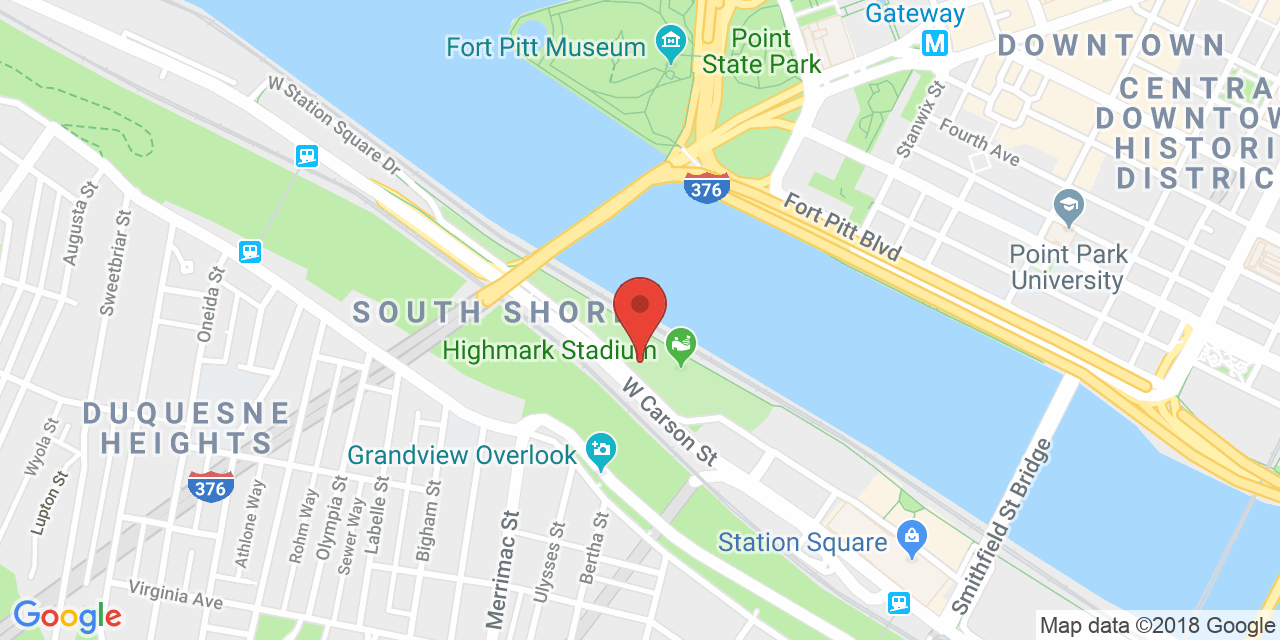 Gateway
M
Fort Pitt Museum
Point
State Park
DOWNTOWN
CENTRA
DOWNTOW
HISTORI
DISTRIC
W Station Square Dr
Stanwix St
Fourth Ave
376
Fort Pitt Blvd
Augusta St
Sweetbriar St
Oneida St
Point Park
University
SOUTH SHOR
Highmark Stadium
W Carson St
DUQUESNE
HEIGHTS
Grandview Overlook
376
Wyola St
Lupton St
Athlone Way
Rohm Way
Olympia St
Sewer Way
Labelle St
Bigham St
Merrimac St
Ulysses St
Bertha St
Virginia Ave
Station Square
Smithfield St Bridge
Google
Map data ©2018 Google